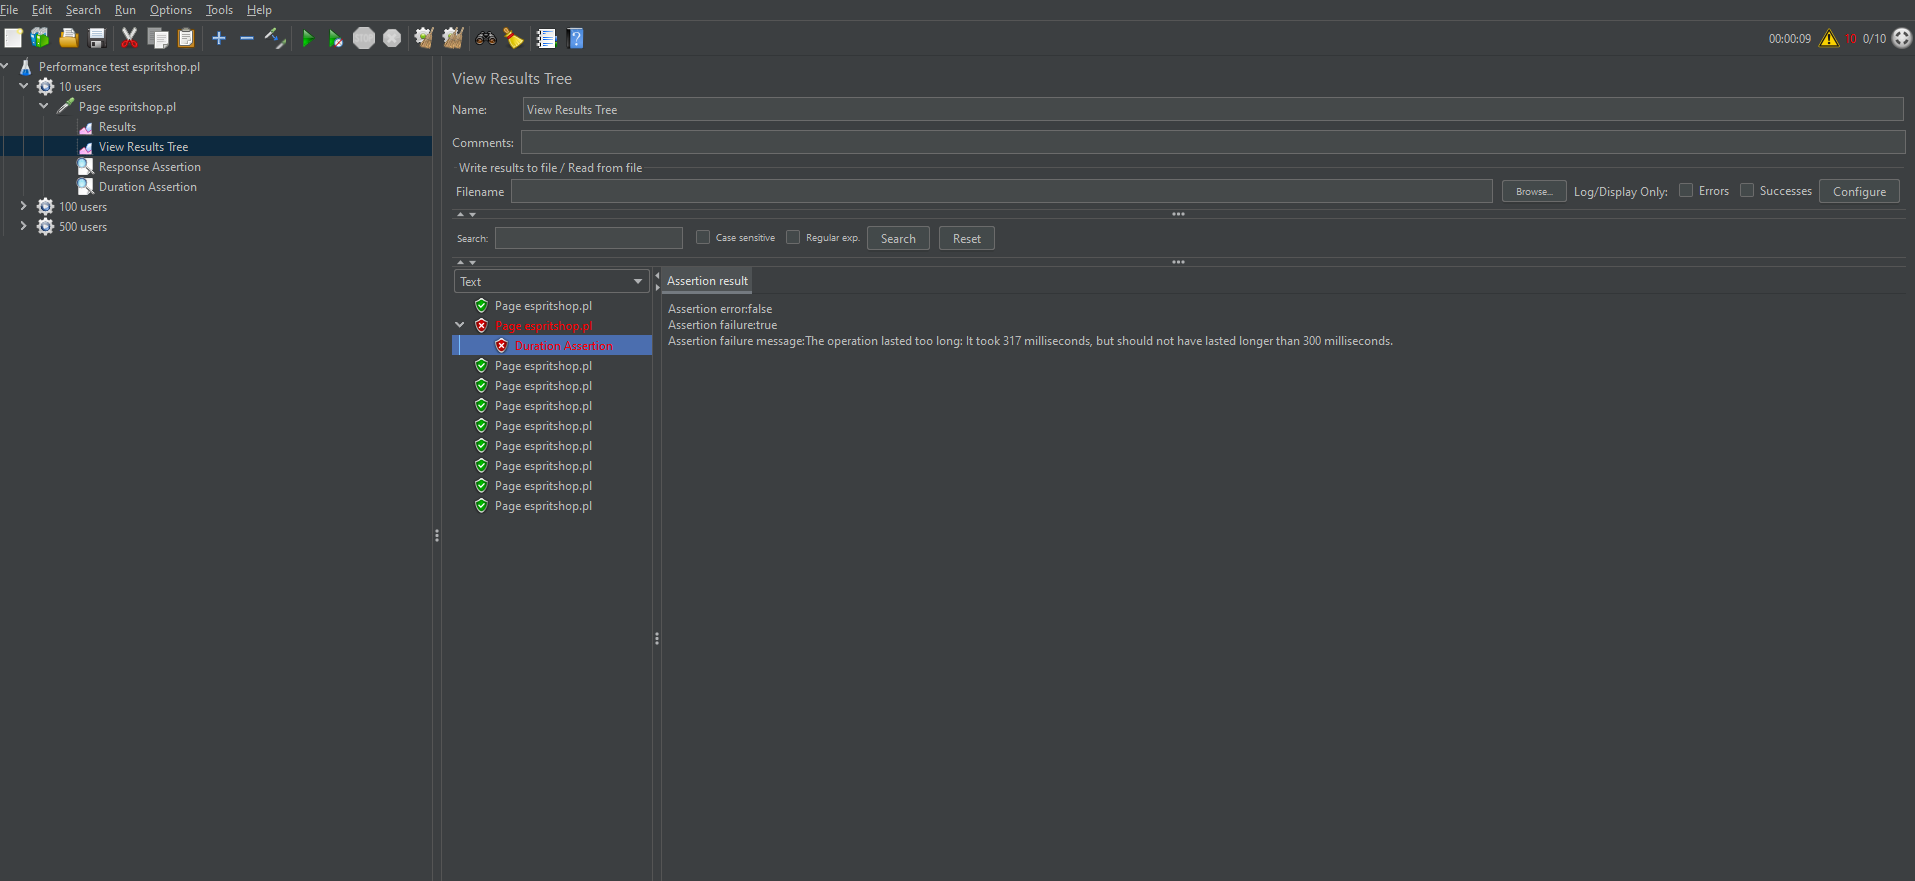 File Edit Search Run Options Tools Help
00:00:09 10 0/10
Performance test espritshop.pl
10 users
Page espritshop.pl
Results
View Results Tree
Response Assertion
Duration Assertion
100 users
500 users
View Results Tree
Name: View Results Tree
Comments:
Write results to file / Read from file
Filename Browse... Log/Display Only: Errors Successes Configure
Search: Case sensitive Regular exp. Search Reset
Text
Page espritshop.pl
Page espritshop.pl
Duration Assertion
Page espritshop.pl
Page espritshop.pl
Page espritshop.pl
Page espritshop.pl
Page espritshop.pl
Page espritshop.pl
Page espritshop.pl
Page espritshop.pl
Assertion result
Assertion error:false
Assertion failure:true
Assertion failure message:The operation lasted too long: It took 317 milliseconds, but should not have lasted longer than 300 milliseconds.